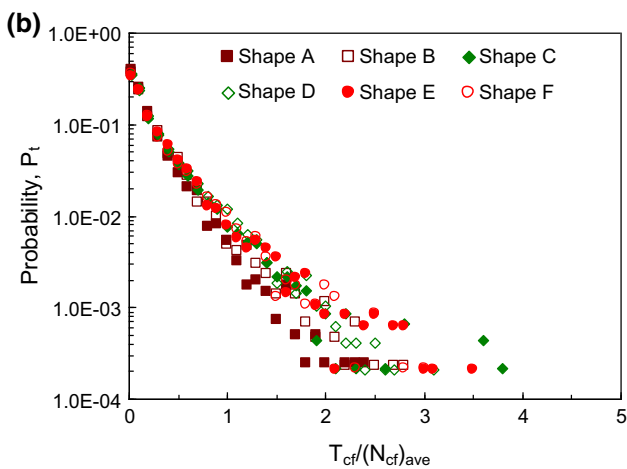 (b)
1.0E+00
Shape A Shape B Shape C
Shape D Shape E Shape F
1.0E-01
1.0E-02
1.0E-03
1.0E-04
Probability, Pt
0 1 2 3 4 5
Tcf/(Ncf)ave